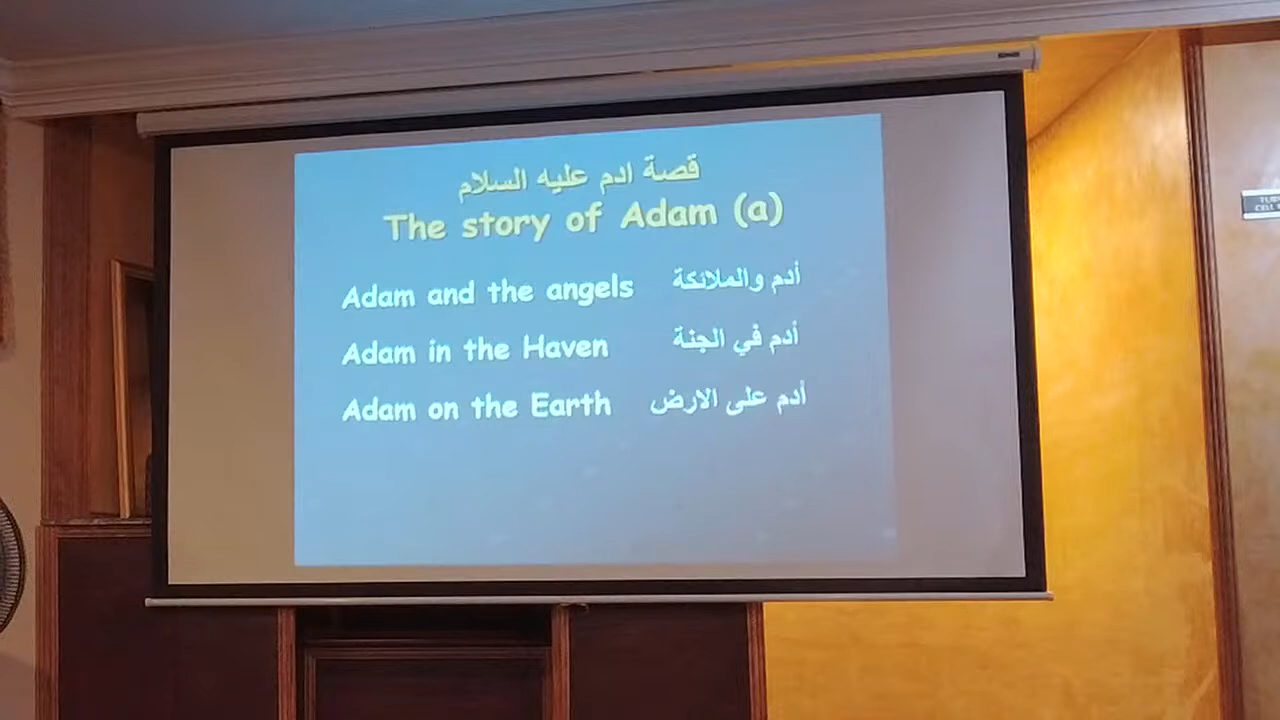 قصة ادم عليه السلام
The story of Adam (a)
Adam and the angels أدم والملائكة
Adam in the Haven أدم في الجنة
Adam on the Earth أدم على الارض